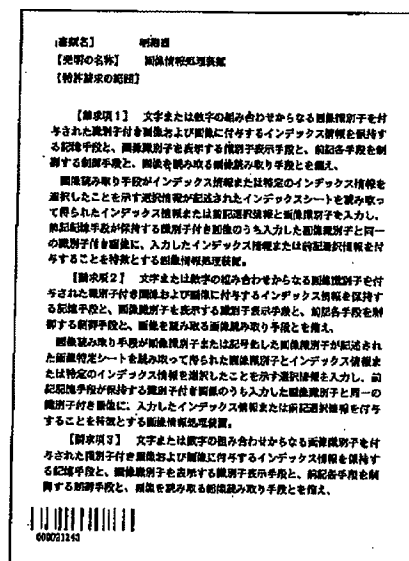 【書類名】　　　明細書
【発明の名称】　　画像情報処理装置
【特許請求の範囲】
【請求項1】　文字または数字の組み合わせからなる画像識別子を付
与された識別子付き画像および画像に付与するインデックス情報を保持す
る記憶手段と、画像識別子を表示する識別子表示手段と、前記各手段を制
御する制御手段と、画像を読み取る画像読み取り手段とを備え、
画像読み取り手段がインデックス情報または特定のインデックス情報を
選択したことを示す選択情報が記述されたインデックスシートを読み取っ
て得られたインデックス情報または前記選択情報と画像識別子を入力し、
前記記憶手段が保持する識別子付き画像のうち入力した画像識別子と同一
の識別子付き画像に、入力したインデックス情報または前記選択情報を付
与することを特徴とする画像情報処理装置。
【請求項2】　文字または数字の組み合わせからなる画像識別子を付
与された識別子付き画像および画像に付与するインデックス情報を保持す
る記憶手段と、画像識別子を表示する識別子表示手段と、前記各手段を制
御する制御手段と、画像を読み取る画像読み取り手段とを備え、
画像読み取り手段が画像識別子または記号化した画像識別子が記述され
た画像特定シートを読み取って得られた画像識別子とインデックス情報ま
たは特定のインデックス情報を選択したことを示す選択情報を入力し、前
記記憶手段が保持する識別子付き画像のうち入力した画像識別子と同一の
識別子付き画像に、入力したインデックス情報または前記選択情報を付与
することを特徴とする画像情報処理装置。
【請求項3】　文字または数字の組み合わせからなる画像識別子を付
与された識別子付き画像および画像に付与するインデックス情報を保持す
る記憶手段と、画像識別子を表示する識別子表示手段と、前記各手段を制
御する制御手段と、画像を読み取る画像読み取り手段とを備え、